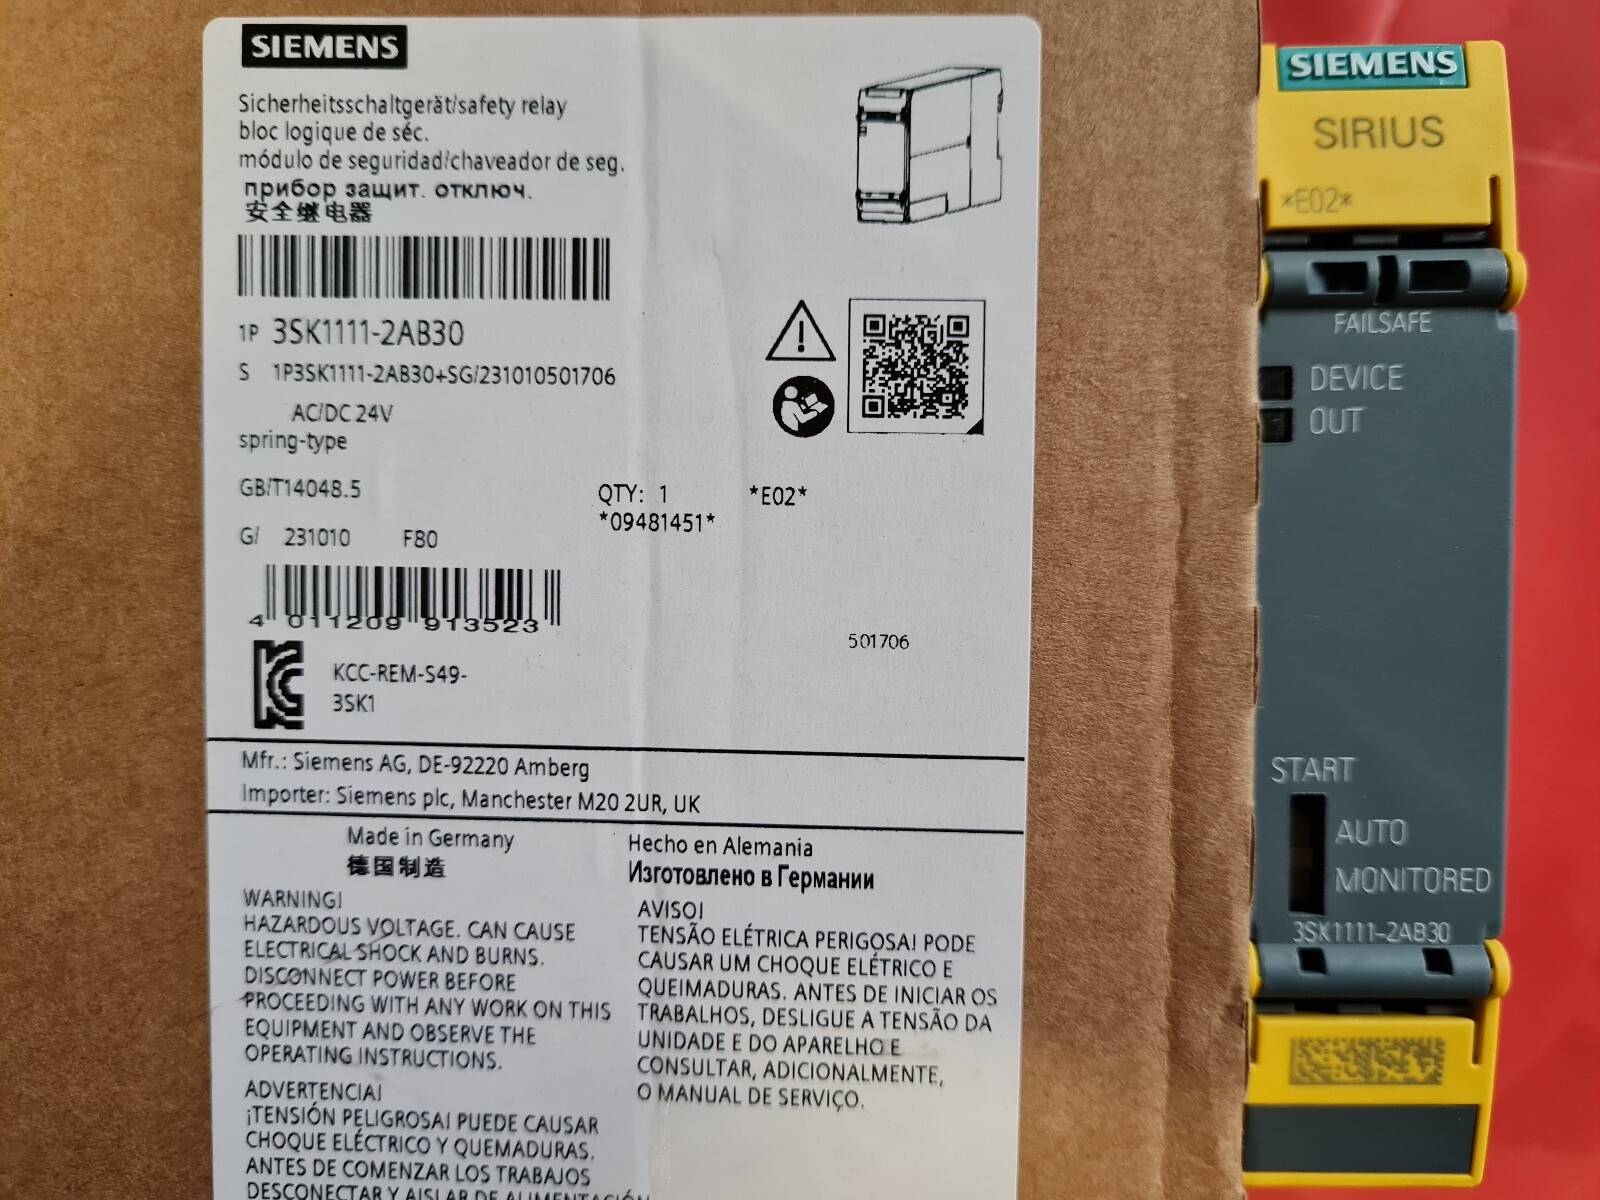 SIEMENS
Sicherheitsschaltgerät/safety relay
bloc logique de séc.
módulo de seguridad/chaveador de seg.
прибор защит. отключ.
安全继电器
1P 3SK1111-2AB30
S 1P3SK1111-2AB30+SG/231010501706
AC/DC 24V
spring-type
GB/T14048.5
QTY: 1 *E02*
*09481451*
G/ 231010 F80
4 011209 913523
501706
KCC-REM-S49-
3SK1
Mfr.: Siemens AG, DE-92220 Amberg
Importer: Siemens plc, Manchester M20 2UR, UK
Made in Germany
德国制造
Hecho en Alemania
Изготовлено в Германии
WARNING!
HAZARDOUS VOLTAGE. CAN CAUSE
ELECTRICAL SHOCK AND BURNS.
DISCONNECT POWER BEFORE
PROCEEDING WITH ANY WORK ON THIS
EQUIPMENT AND OBSERVE THE
OPERATING INSTRUCTIONS.
ADVERTENCIA!
¡TENSIÓN PELIGROSA! PUEDE CAUSAR
CHOQUE ELÉCTRICO Y QUEMADURAS.
ANTES DE COMENZAR LOS TRABAJOS
DESCONECTAR Y AISLAR DE ALIMENTACIÓN
AVISO!
TENSÃO ELÉTRICA PERIGOSA! PODE
CAUSAR UM CHOQUE ELÉTRICO E
QUEIMADURAS. ANTES DE INICIAR OS
TRABALHOS, DESLIGUE A TENSÃO DA
UNIDADE E DO APARELHO E
CONSULTAR, ADICIONALMENTE,
O MANUAL DE SERVIÇO.
SIEMENS
SIRIUS
*E02*
FAILSAFE
DEVICE
OUT
START
AUTO
MONITORED
3SK1111-2AB30